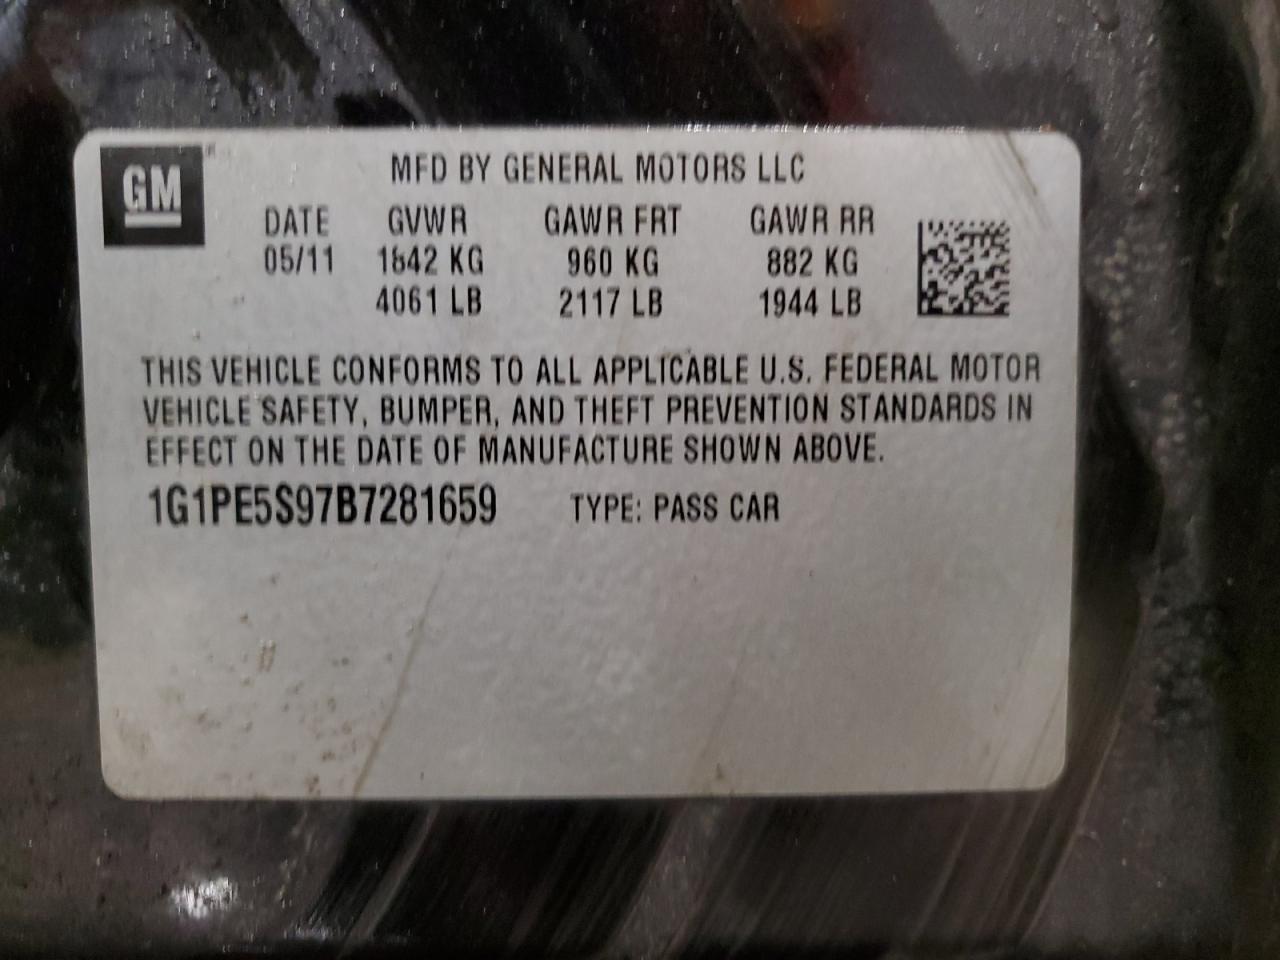 GM
MFD BY GENERAL MOTORS LLC
DATE GVWR GAWR FRT GAWR RR
05/11 1842 KG 960 KG 882 KG
4061 LB 2117 LB 1944 LB
THIS VEHICLE CONFORMS TO ALL APPLICABLE U.S. FEDERAL MOTOR
VEHICLE SAFETY, BUMPER, AND THEFT PREVENTION STANDARDS IN
EFFECT ON THE DATE OF MANUFACTURE SHOWN ABOVE.
1G1PE5S97B7281659 TYPE: PASS CAR